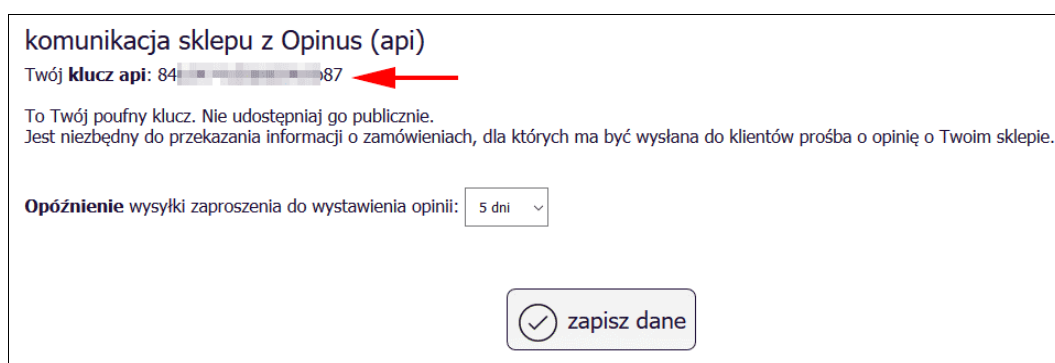 komunikacja sklepu z Opinus (api)
Twój klucz api: 84 87
To Twój poufny klucz. Nie udostępniaj go publicznie.
Jest niezbędny do przekazania informacji o zamówieniach, dla których ma być wysłana do klientów prośba o opinię o Twoim sklepie.
Opóźnienie wysyłki zaproszenia do wystawienia opinii: 5 dni
zapisz dane